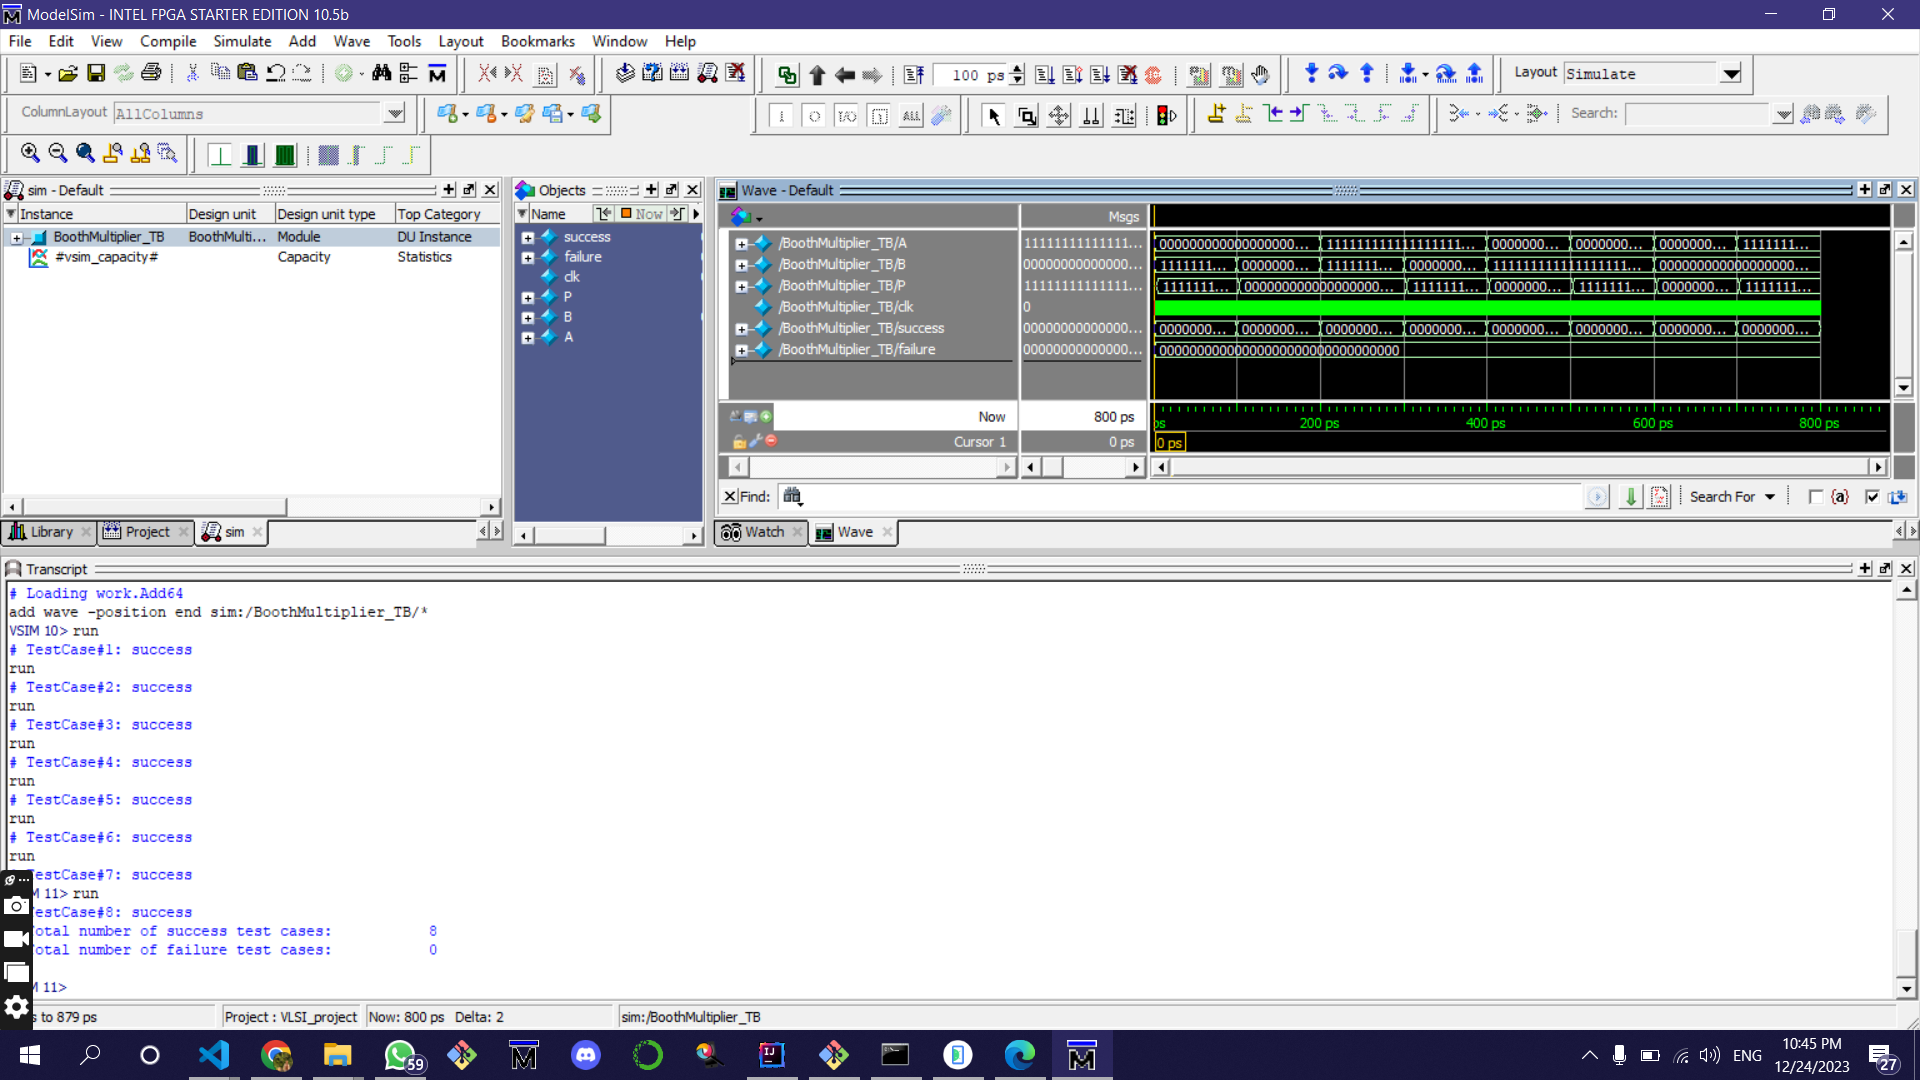 ModelSim - INTEL FPGA STARTER EDITION 10.5b
File Edit View Compile Simulate Add Wave Tools Layout Bookmarks Window Help
100 ps
Layout Simulate
ColumnLayout AllColumns
Search:
sim - Default
Instance Design unit Design unit type Top Category
BoothMultiplier_TB BoothMulti... Module DU Instance
#vsim_capacity# Capacity Statistics
Library Project sim
Objects
Name Now
success
failure
clk
P
B
A
Wave - Default
Msgs
/BoothMultiplier_TB/A 11111111111111... 000000000000000000... 111111111111111111... 0000000... 0000000... 0000000... 1111111...
/BoothMultiplier_TB/B 00000000000000... 1111111... 0000000... 1111111... 0000000... 111111111111111111... 000000000000000000...
/BoothMultiplier_TB/P 11111111111111... 1111111... 000000000000000000... 1111111... 0000000... 1111111... 0000000... 1111111...
/BoothMultiplier_TB/clk 0
/BoothMultiplier_TB/success 00000000000000... 0000000... 0000000... 0000000... 0000000... 0000000... 0000000... 0000000... 0000000...
/BoothMultiplier_TB/failure 00000000000000... 00000000000000000000000000000000
Now 800 ps
ps 200 ps 400 ps 600 ps 800 ps
Cursor 1 0 ps 0 ps
Find: Search For
Watch Wave
Transcript
# Loading work.Add64
add wave -position end sim:/BoothMultiplier_TB/*
VSIM 10> run
# TestCase#1: success
run
# TestCase#2: success
run
# TestCase#3: success
run
# TestCase#4: success
run
# TestCase#5: success
run
# TestCase#6: success
run
estCase#7: success
M 11> run
estCase#8: success
otal number of success test cases: 8
otal number of failure test cases: 0
M 11>
s to 879 ps Project : VLSI_project Now: 800 ps Delta: 2 sim:/BoothMultiplier_TB
59
ENG
10:45 PM
12/24/2023
27